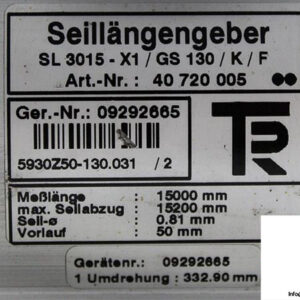 Seillängengeber
SL 3015 - X1 / GS 130 / K / F
Art.-Nr. : 40 720 005
Ger.-Nr.: 09292665
5930Z50-130.031 / 2
TR
Meßlänge 15000 mm
max. Seilabzug : 15200 mm
Seil-ø : 0.81 mm
Vorlauf : 50 mm
Gerätenr.: 09292665
1 Umdrehung : 332.90 mm